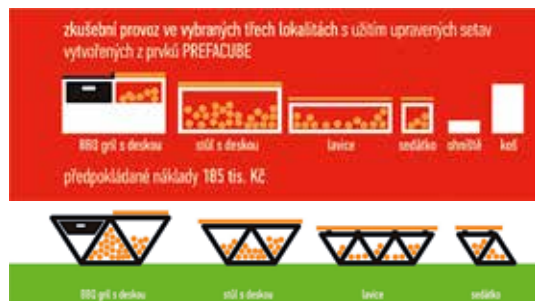 zkušební provoz ve vybraných třech lokalitách s užitím upravených setav
vytvořených z prvků PREFACUBE
BBQ gril s deskou
stůl s deskou
lavice
sedátko
ohniště
koš
předpokládané náklady 185 tis. Kč
BBQ gril s deskou
stůl s deskou
lavice
sedátko